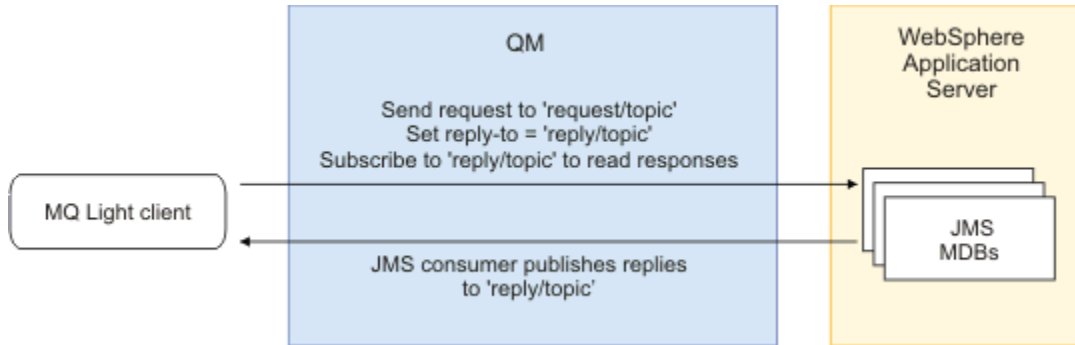 QM
WebSphere
Application
Server
Send request to 'request/topic'
Set reply-to = 'reply/topic'
Subscribe to 'reply/topic' to read responses
MQ Light client
JMS
MDBs
JMS consumer publishes replies
to 'reply/topic'